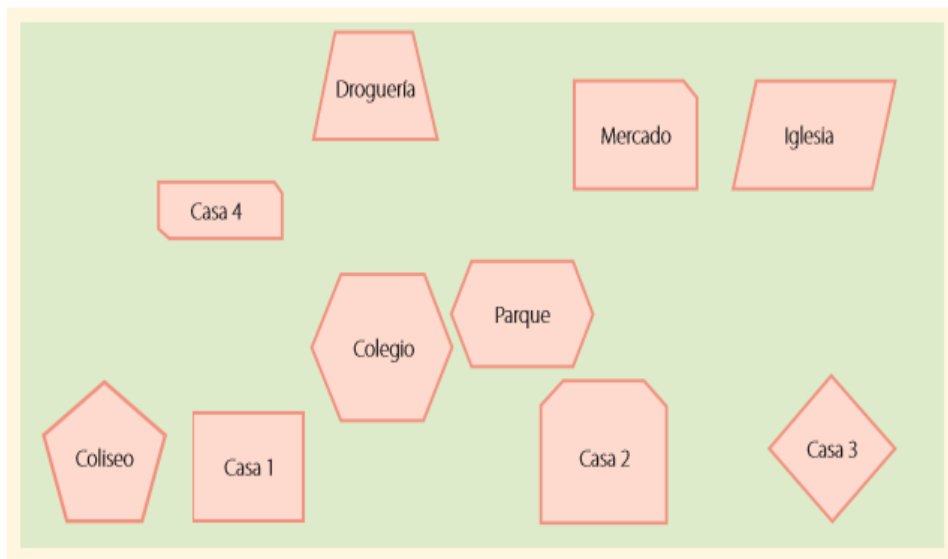 Droguería
Mercado
Iglesia
Casa 4
Parque
Colegio
Coliseo
Casa 1
Casa 2
Casa 3